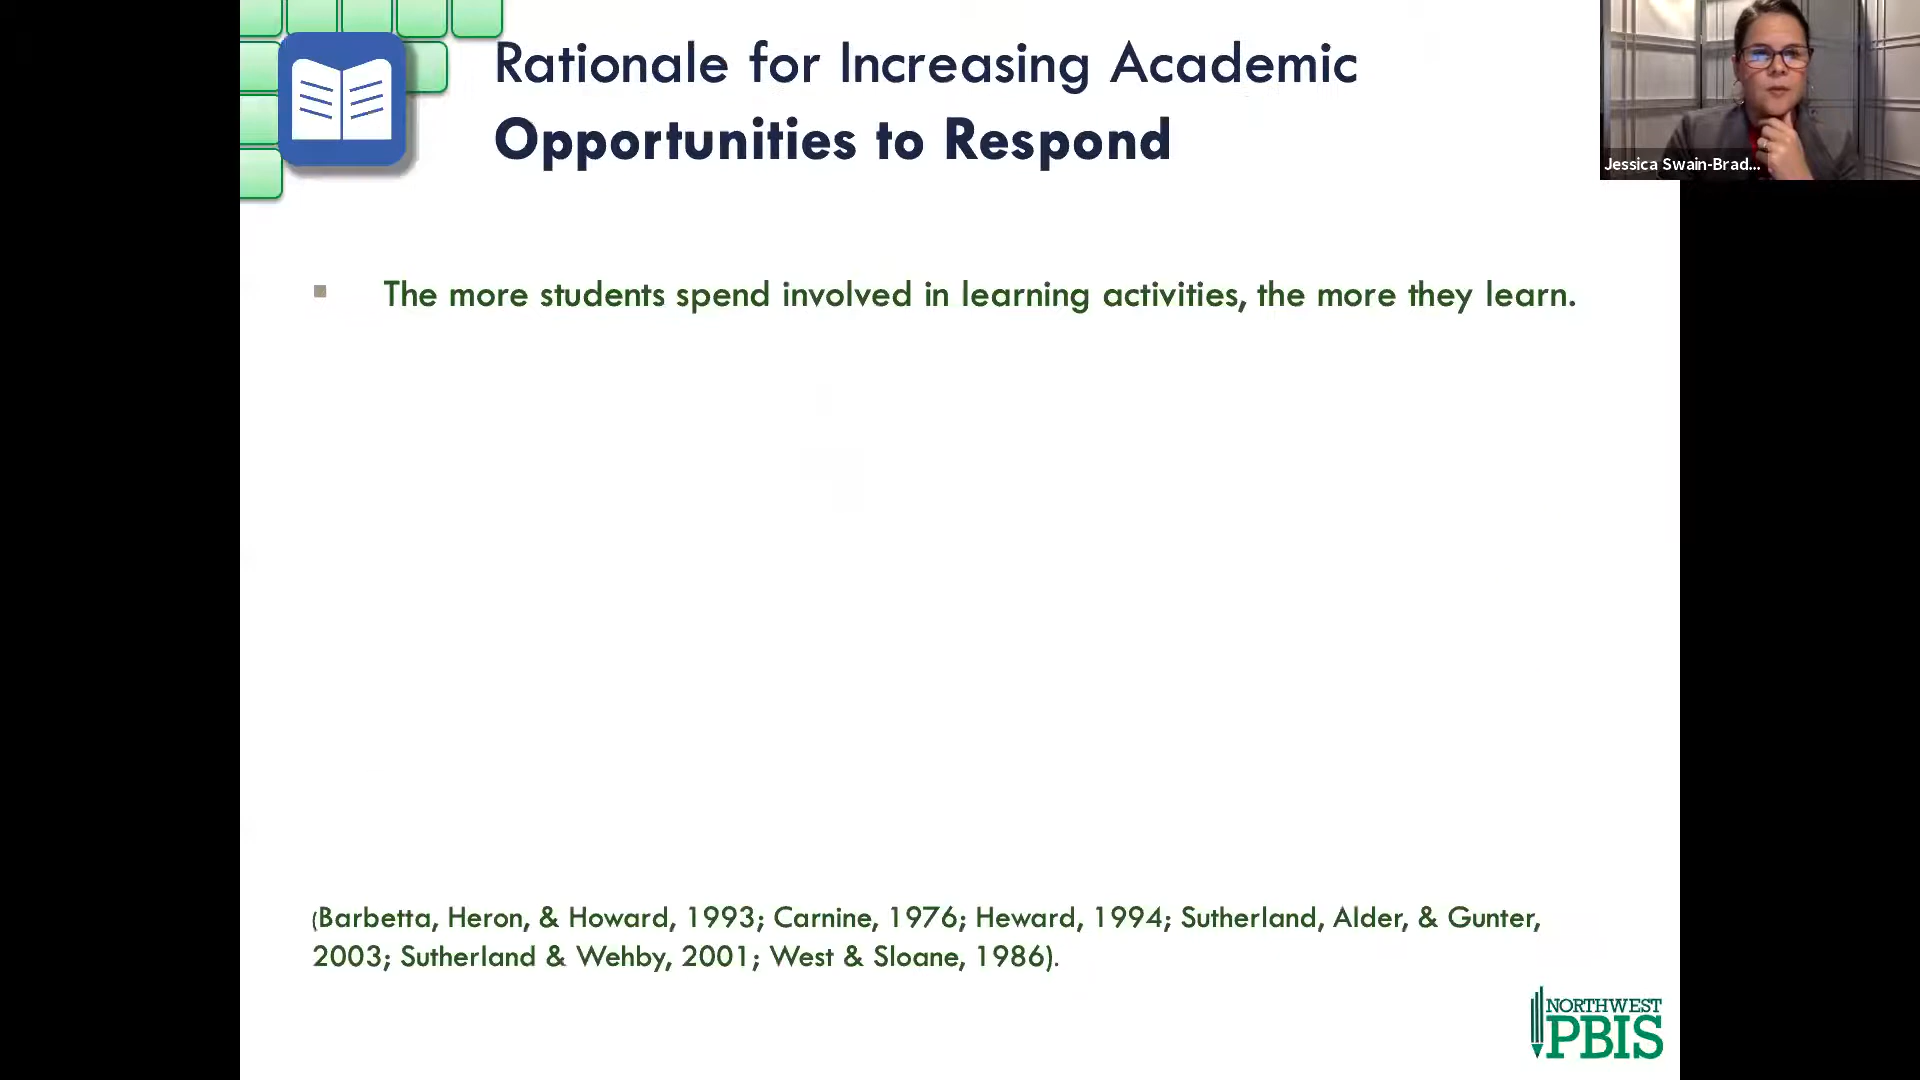 Rationale for Increasing Academic
Opportunities to Respond
Jessica Swain-Brad...
The more students spend involved in learning activities, the more they learn.
(Barbetta, Heron, & Howard, 1993; Carnine, 1976; Heward, 1994; Sutherland, Alder, & Gunter,
2003; Sutherland & Wehby, 2001; West & Sloane, 1986).
NORTHWEST
PBIS